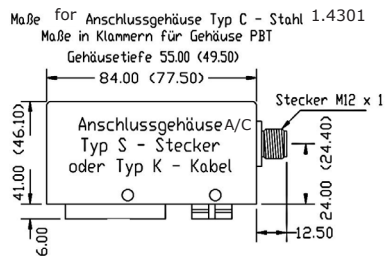 Maße for Anschlussgehäuse Typ C - Stahl 1.4301
Maße in Klammern für Gehäuse PBT
Gehäusetiefe 55.00 (49.50)
84.00 (77.50)
Stecker M12 x 1
41.00 (46.10)
Anschlussgehäuse A/C
Typ S - Stecker
oder Typ K - Kabel
24.00 (24.40)
6.00
12.50